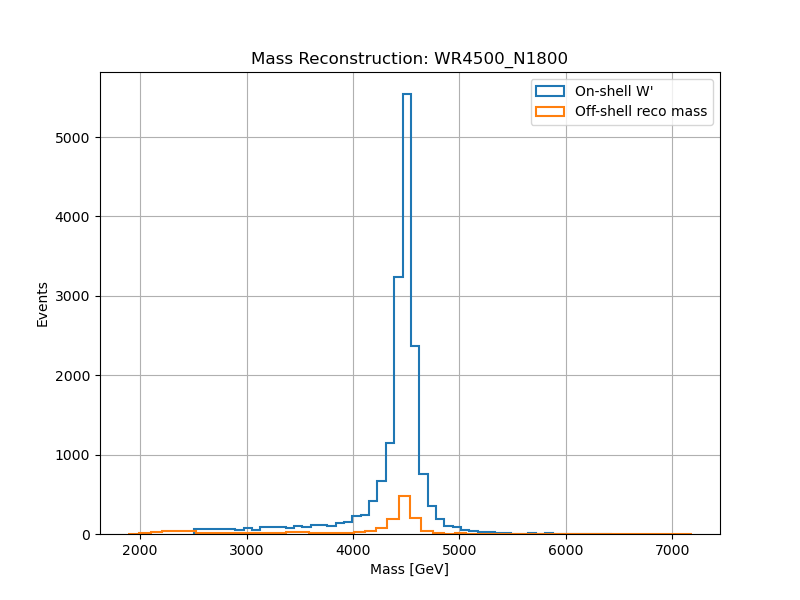 Mass Reconstruction: WR4500_N1800
On-shell W'
Off-shell reco mass
5000
4000
3000
2000
1000
0
Events
2000 3000 4000 5000 6000 7000
Mass [GeV]